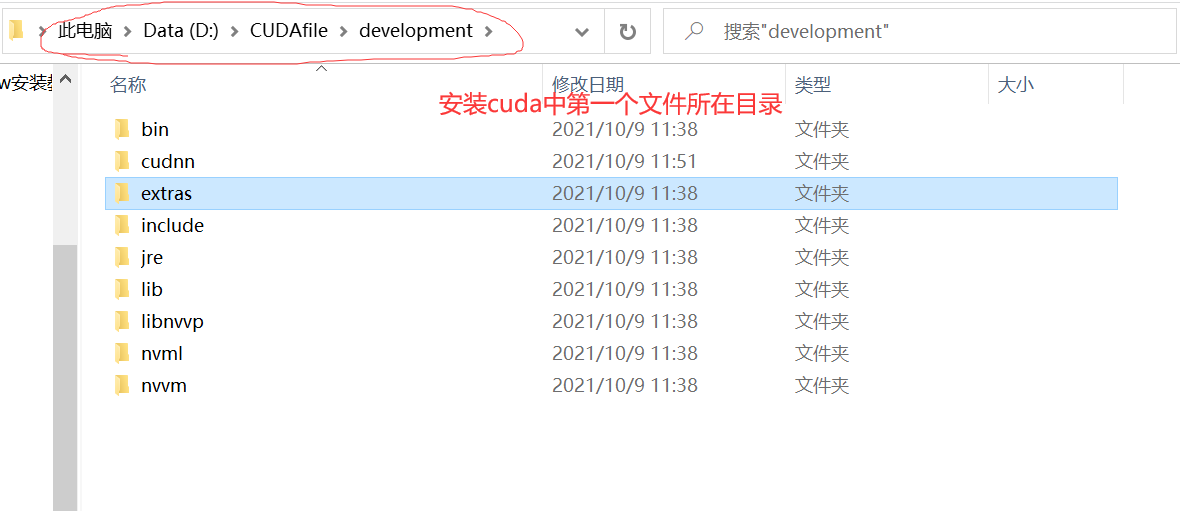 此电脑 > Data (D:) > CUDAfile > development >
搜索"development"
名称 修改日期 类型 大小
安装cuda中第一个文件所在目录
bin 2021/10/9 11:38 文件夹
cudnn 2021/10/9 11:51 文件夹
extras 2021/10/9 11:38 文件夹
include 2021/10/9 11:38 文件夹
jre 2021/10/9 11:38 文件夹
lib 2021/10/9 11:38 文件夹
libnvvp 2021/10/9 11:38 文件夹
nvml 2021/10/9 11:38 文件夹
nvvm 2021/10/9 11:38 文件夹